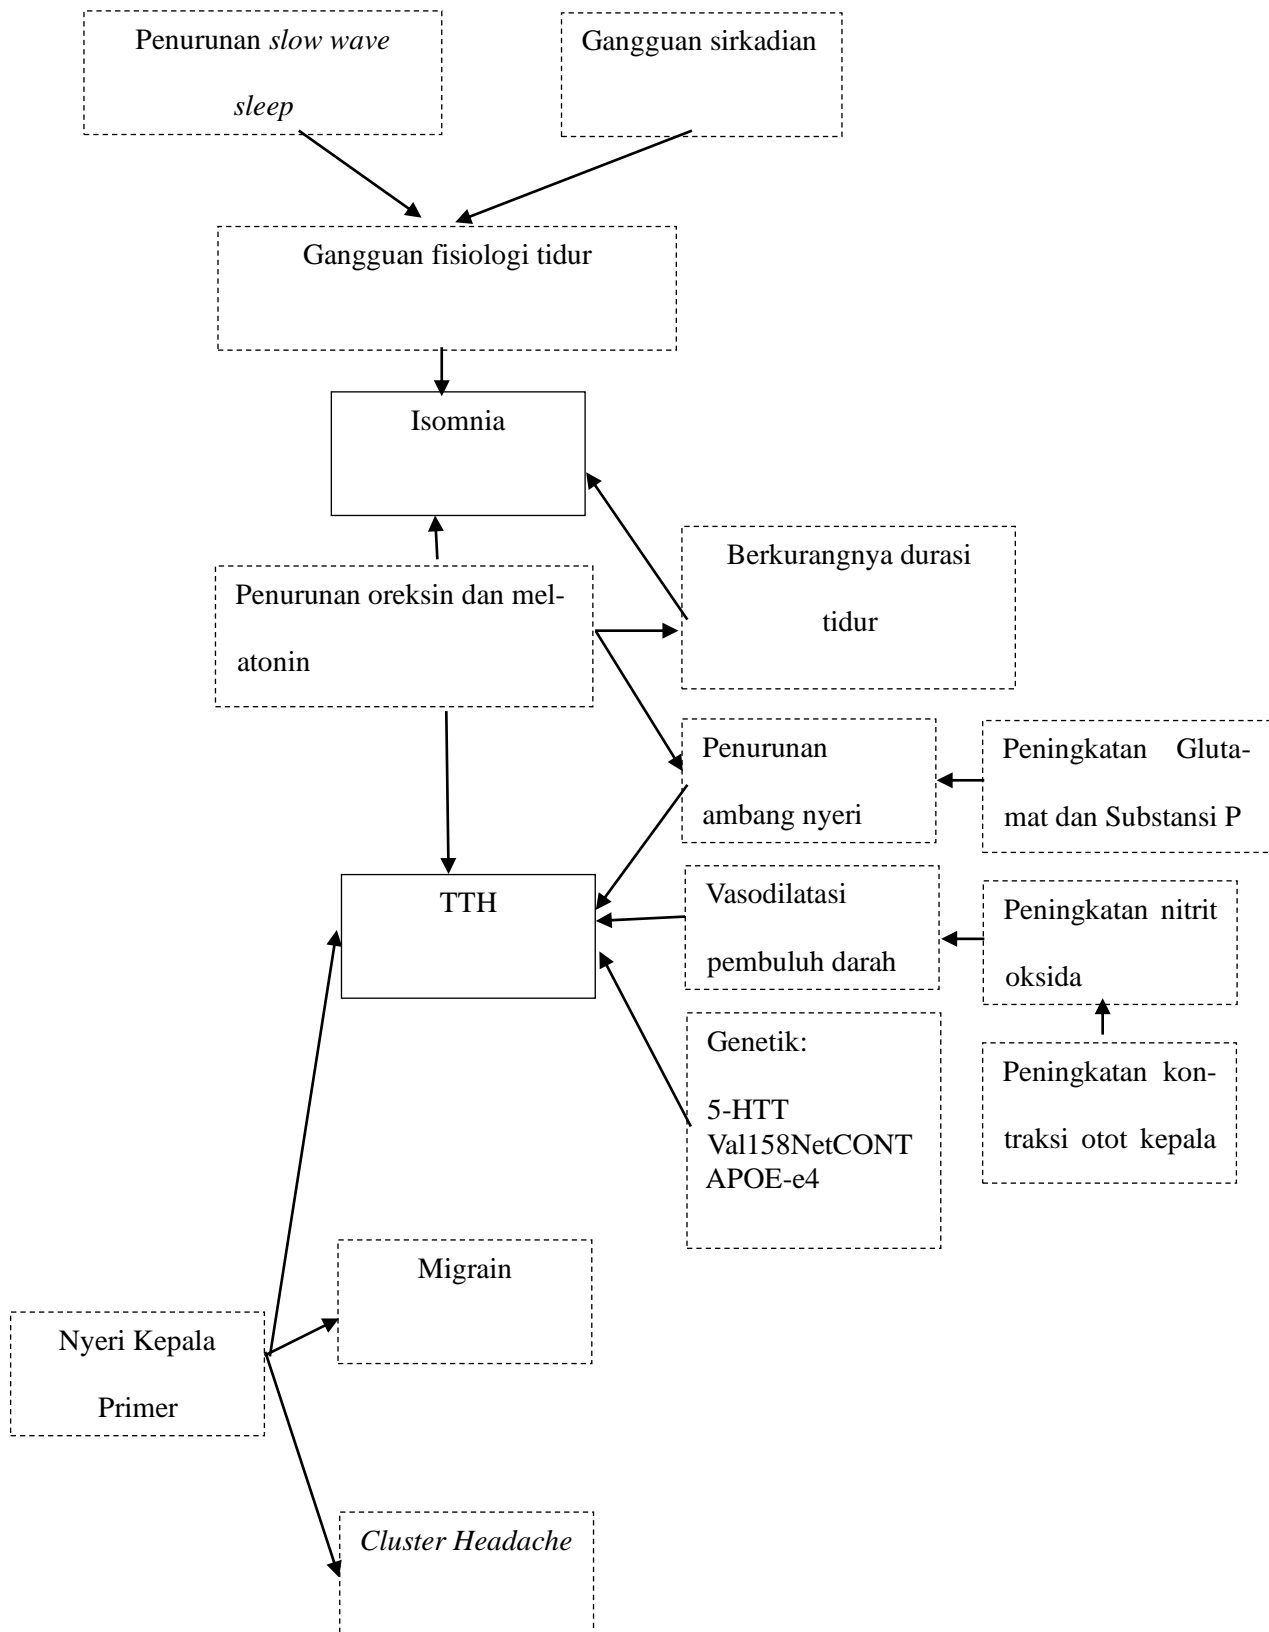 Penurunan slow wave
sleep
Gangguan sirkadian
Gangguan fisiologi tidur
Isomnia
Berkurangnya durasi
tidur
Penurunan oreksin dan mel-
atonin
Penurunan
ambang nyeri
Peningkatan Gluta-
mat dan Substansi P
TTH
Vasodilatasi
pembuluh darah
Peningkatan nitrit
oksida
Genetik:
5-HTT
Val158NetCONT
APOE-e4
Peningkatan kon-
traksi otot kepala
Migrain
Nyeri Kepala
Primer
Cluster Headache